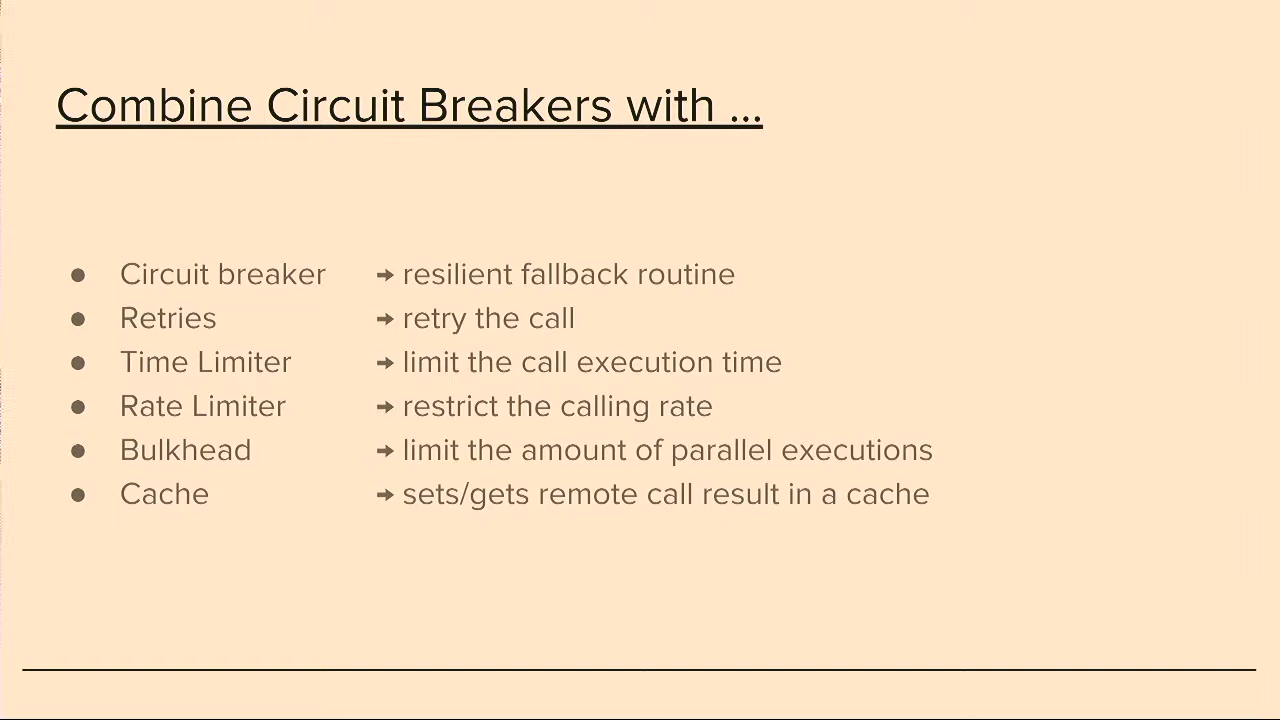 Combine Circuit Breakers with ...
● Circuit breaker → resilient fallback routine
● Retries → retry the call
● Time Limiter → limit the call execution time
● Rate Limiter → restrict the calling rate
● Bulkhead → limit the amount of parallel executions
● Cache → sets/gets remote call result in a cache